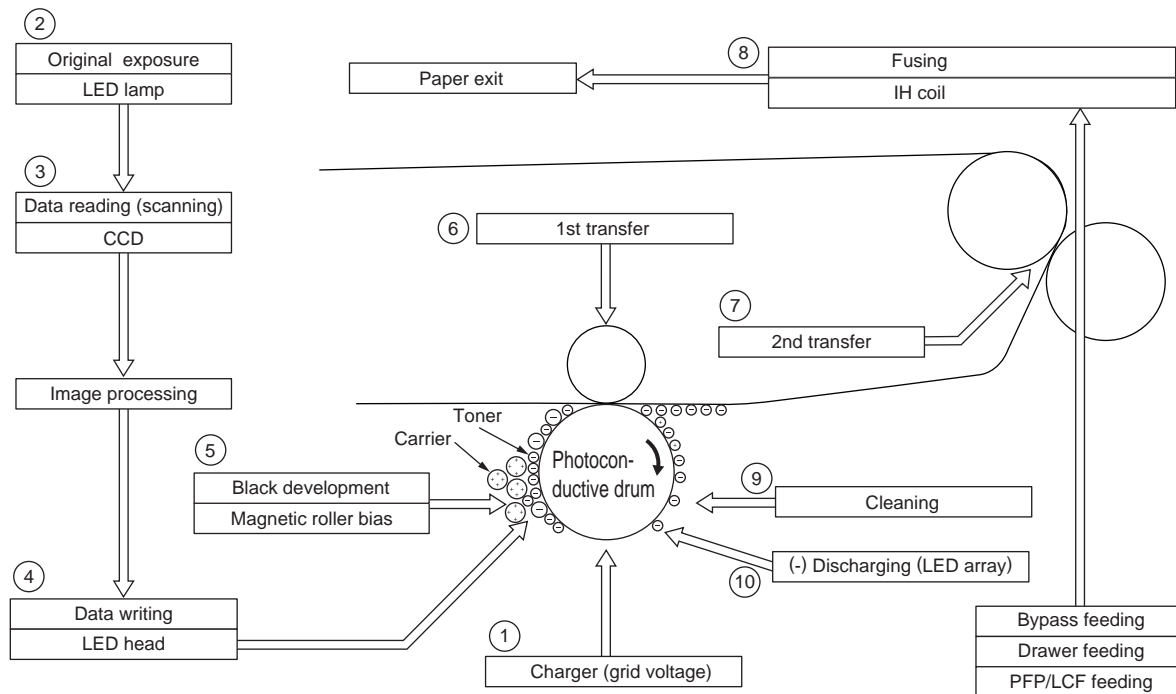 2
Original exposure
LED lamp
3
Data reading (scanning)
CCD
Image processing
4
Data writing
LED head
5
Black development
Magnetic roller bias
Toner
Carrier
Photocon-
ductive drum
6
1st transfer
7
2nd transfer
8
Fusing
IH coil
Paper exit
9
Cleaning
10
(-) Discharging (LED array)
1
Charger (grid voltage)
Bypass feeding
Drawer feeding
PFP/LCF feeding